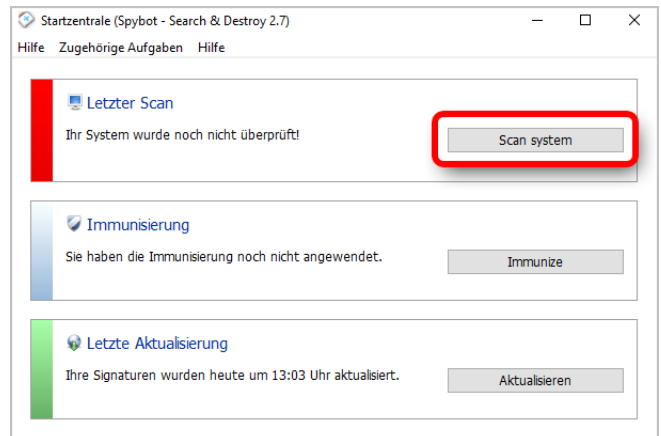 Startzentrale (Spybot - Search & Destroy 2.7)
Hilfe Zugehörige Aufgaben Hilfe
Letzter Scan
Ihr System wurde noch nicht überprüft!
Scan system
Immunisierung
Sie haben die Immunisierung noch nicht angewendet.
Immunize
Letzte Aktualisierung
Ihre Signaturen wurden heute um 13:03 Uhr aktualisiert.
Aktualisieren